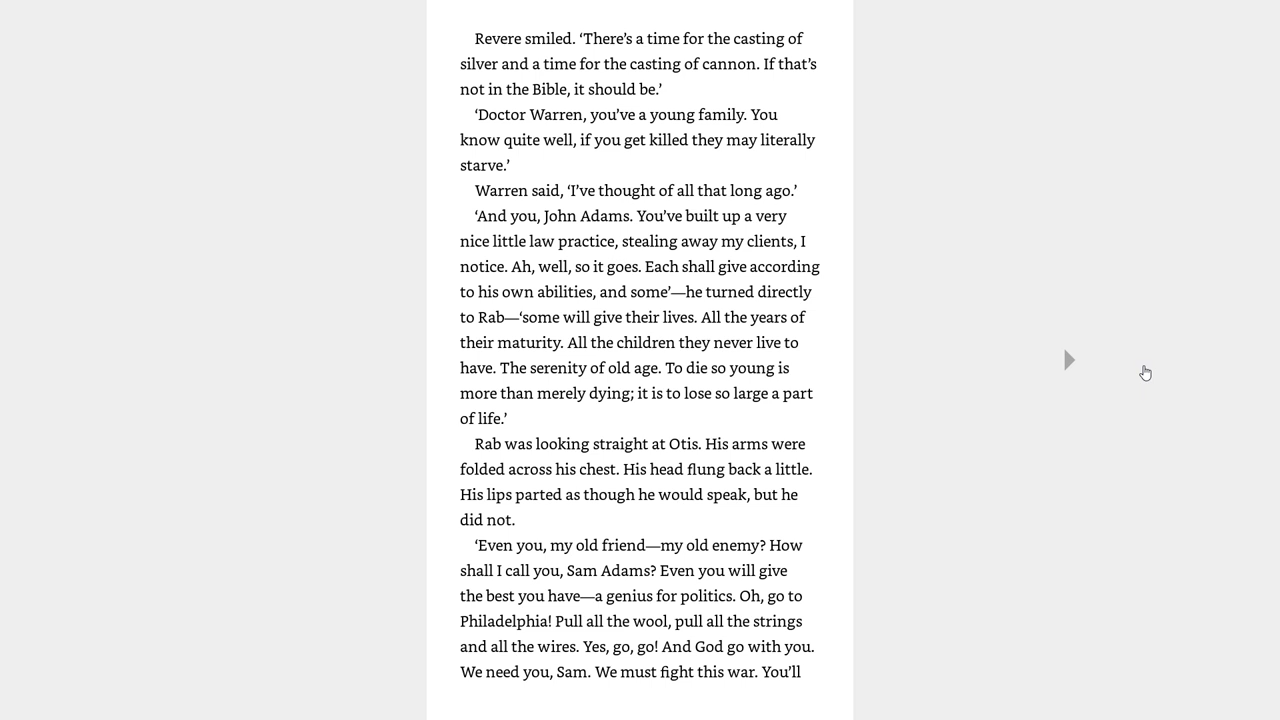 Revere smiled. ‘There’s a time for the casting of
silver and a time for the casting of cannon. If that’s
not in the Bible, it should be.’
‘Doctor Warren, you’ve a young family. You
know quite well, if you get killed they may literally
starve.’
Warren said, ‘I’ve thought of all that long ago.’
‘And you, John Adams. You’ve built up a very
nice little law practice, stealing away my clients, I
notice. Ah, well, so it goes. Each shall give according
to his own abilities, and some’—he turned directly
to Rab—‘some will give their lives. All the years of
their maturity. All the children they never live to
have. The serenity of old age. To die so young is
more than merely dying; it is to lose so large a part
of life.’
Rab was looking straight at Otis. His arms were
folded across his chest. His head flung back a little.
His lips parted as though he would speak, but he
did not.
‘Even you, my old friend—my old enemy? How
shall I call you, Sam Adams? Even you will give
the best you have—a genius for politics. Oh, go to
Philadelphia! Pull all the wool, pull all the strings
and all the wires. Yes, go, go! And God go with you.
We need you, Sam. We must fight this war. You’ll